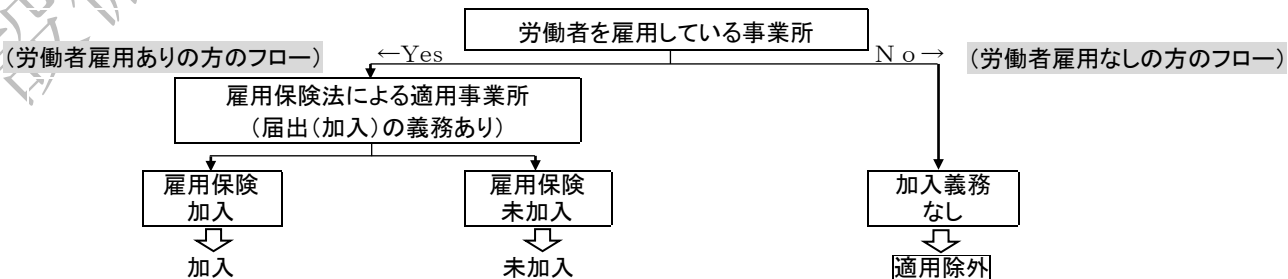 労働者を雇用している事業所
(労働者雇用ありの方のフロー)
←Yes
No→
(労働者雇用なしの方のフロー)
雇用保険法による適用事業所
(届出(加入)の義務あり)
雇用保険
加入
雇用保険
未加入
加入義務
なし
加入
未加入
適用除外